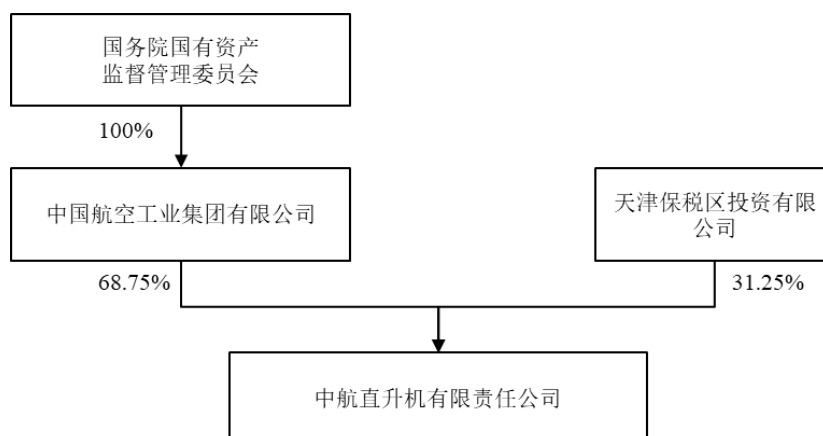 国务院国有资产
监督管理委员会
100%
中国航空工业集团有限公司
天津保税区投资有限
公司
68.75%
31.25%
中航直升机有限责任公司